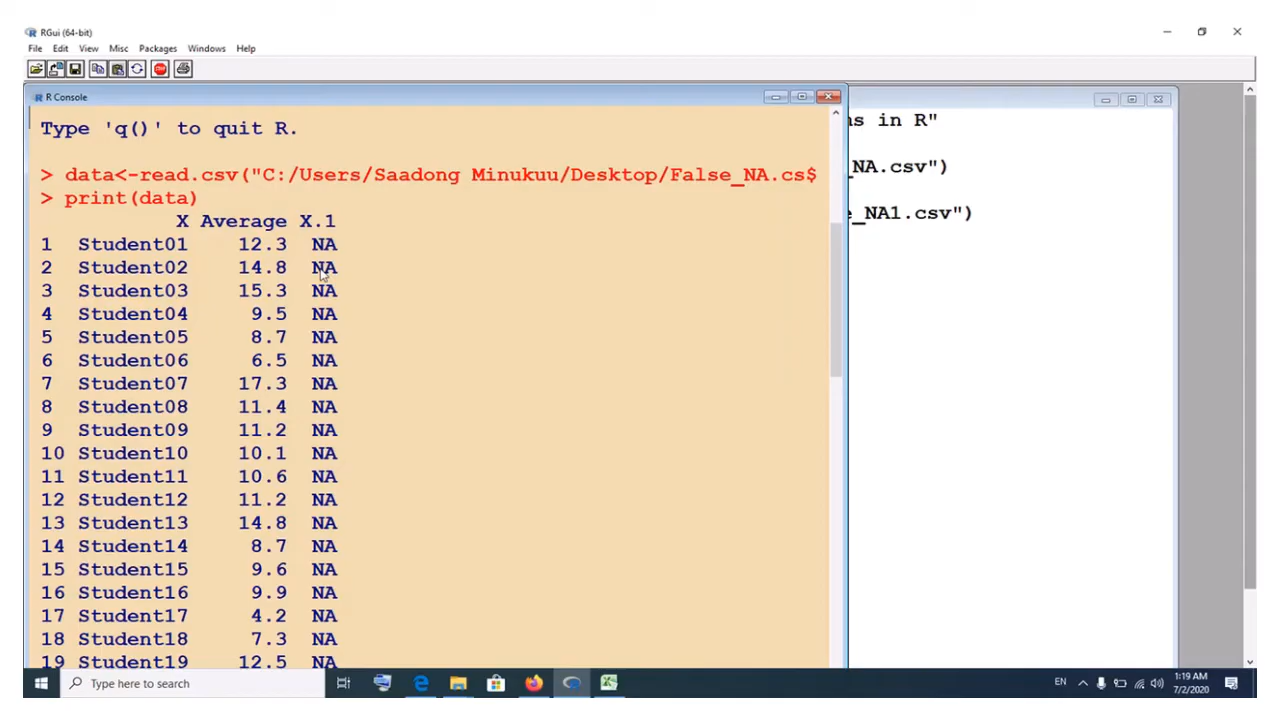 RGui (64-bit)
File Edit View Misc Packages Windows Help
R Console
Type 'q()' to quit R.
> data<-read.csv("C:/Users/Saadong Minukuu/Desktop/False_NA.cs$
> print(data)
X Average X.1
1 Student01 12.3 NA
2 Student02 14.8 NA
3 Student03 15.3 NA
4 Student04 9.5 NA
5 Student05 8.7 NA
6 Student06 6.5 NA
7 Student07 17.3 NA
8 Student08 11.4 NA
9 Student09 11.2 NA
10 Student10 10.1 NA
11 Student11 10.6 NA
12 Student12 11.2 NA
13 Student13 14.8 NA
14 Student14 8.7 NA
15 Student15 9.6 NA
16 Student16 9.9 NA
17 Student17 4.2 NA
18 Student18 7.3 NA
19 Student19 12.5 NA
ns in R"
_NA.csv")
e_NA1.csv")
Type here to search
EN
1:19 AM
7/2/2020